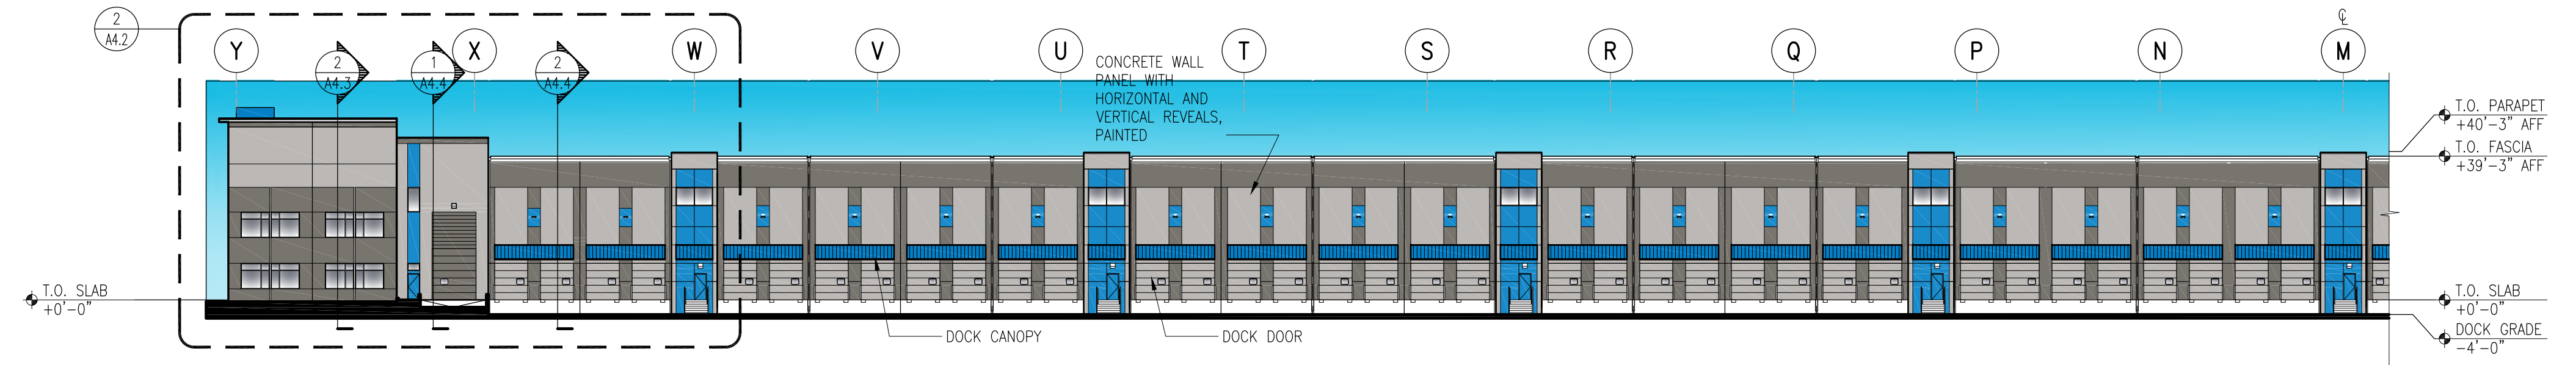 2
A4.2
Y
2
A4.3
1
A4.4
X
2
A4.4
W
V
U
T
S
R
Q
P
N
℄
M
CONCRETE WALL
PANEL WITH
HORIZONTAL AND
VERTICAL REVEALS,
PAINTED
T.O. PARAPET
+40'-3" AFF
T.O. FASCIA
+39'-3" AFF
T.O. SLAB
+0'-0"
T.O. SLAB
+0'-0"
DOCK CANOPY
DOCK DOOR
DOCK GRADE
-4'-0"